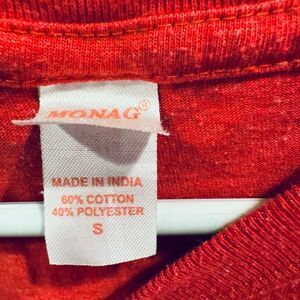 MONAG®
MADE IN INDIA
60% COTTON
40% POLYESTER
S